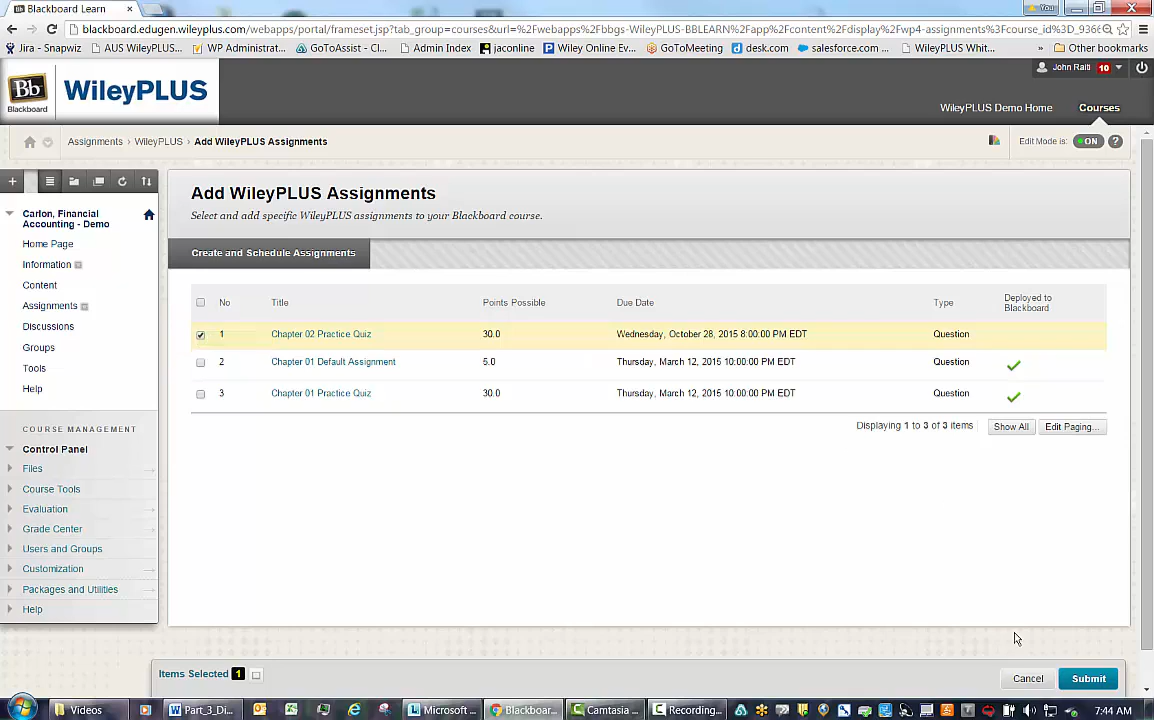 Blackboard Learn
You
blackboard.edugen.wileyplus.com/webapps/portal/frameset.jsp?tab_group=courses&url=%2Fwebapps%2Fbbgs-WileyPLUS-BBLEARN%2Fapp%2Fcontent%2Fdisplay%2Fwp4-assignments%3Fcourse_id%3D_9366
Jira - Snapwiz
AUS WileyPLUS...
WP Administrat...
GoToAssist - Cl...
Admin Index
jaconline
Wiley Online Ev...
GoToMeeting
desk.com
salesforce.com ...
WileyPLUS Whit...
» Other bookmarks
Bb
Blackboard
WileyPLUS
John Raiti 10
WileyPLUS Demo Home
Courses
Assignments › WileyPLUS › Add WileyPLUS Assignments
Edit Mode is: ON ?
Carlon, Financial
Accounting - Demo
Home Page
Information
Content
Assignments
Discussions
Groups
Tools
Help
COURSE MANAGEMENT
Control Panel
Files
Course Tools
Evaluation
Grade Center
Users and Groups
Customization
Packages and Utilities
Help
Add WileyPLUS Assignments
Select and add specific WileyPLUS assignments to your Blackboard course.
Create and Schedule Assignments
No Title Points Possible Due Date Type Deployed to
Blackboard
1 Chapter 02 Practice Quiz 30.0 Wednesday, October 28, 2015 8:00:00 PM EDT Question
2 Chapter 01 Default Assignment 5.0 Thursday, March 12, 2015 10:00:00 PM EDT Question
3 Chapter 01 Practice Quiz 30.0 Thursday, March 12, 2015 10:00:00 PM EDT Question
Displaying 1 to 3 of 3 items Show All Edit Paging...
Items Selected 1
Cancel Submit
Videos
Part_3_Di...
Microsoft ...
Blackboar...
Camtasia ...
Recording...
7:44 AM